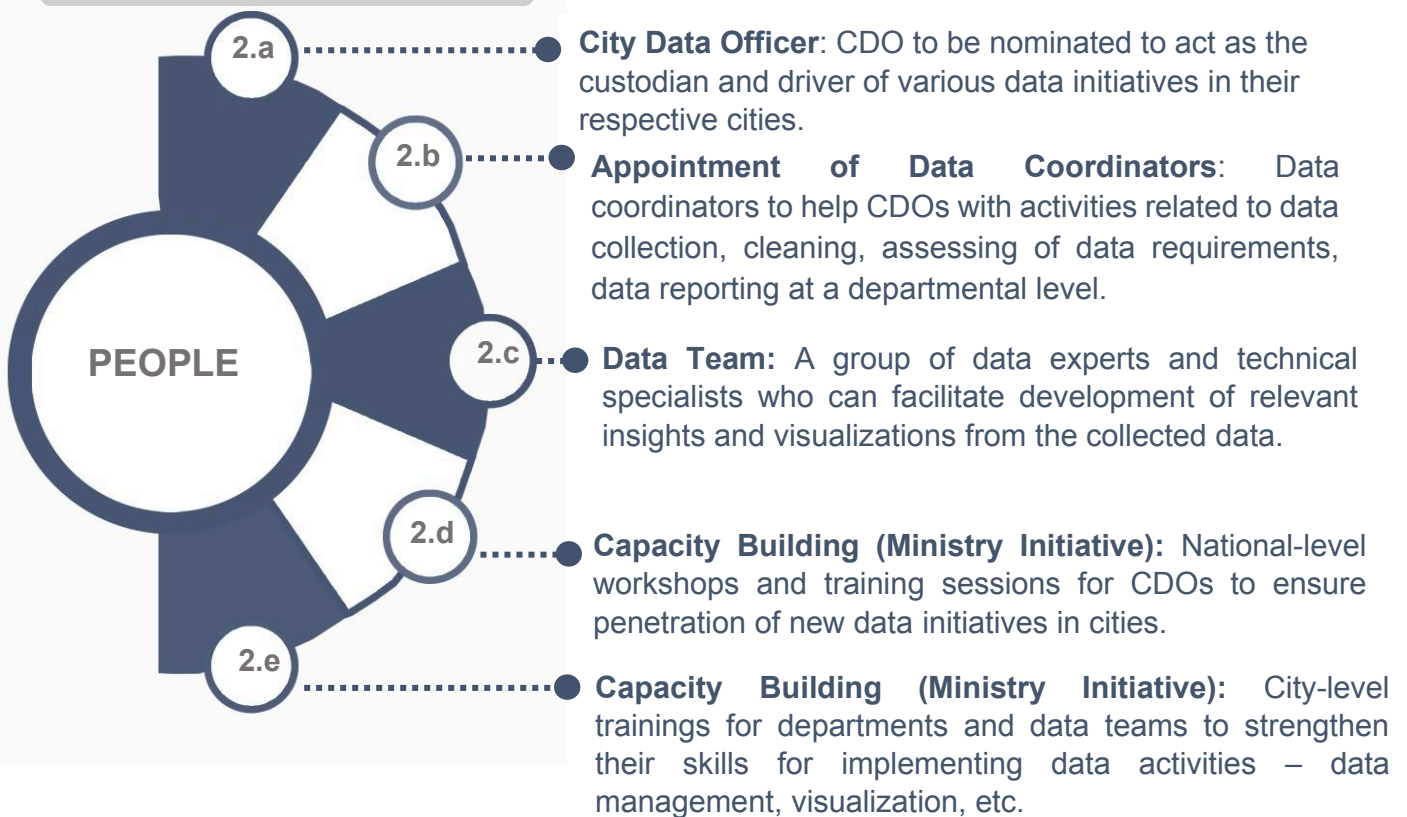 2.a
City Data Officer: CDO to be nominated to act as the
custodian and driver of various data initiatives in their
respective cities.
2.b
Appointment of Data Coordinators: Data
coordinators to help CDOs with activities related to data
collection, cleaning, assessing of data requirements,
data reporting at a departmental level.
PEOPLE
2.c
Data Team: A group of data experts and technical
specialists who can facilitate development of relevant
insights and visualizations from the collected data.
2.d
Capacity Building (Ministry Initiative): National-level
workshops and training sessions for CDOs to ensure
penetration of new data initiatives in cities.
2.e
Capacity Building (Ministry Initiative): City-level
trainings for departments and data teams to strengthen
their skills for implementing data activities – data
management, visualization, etc.